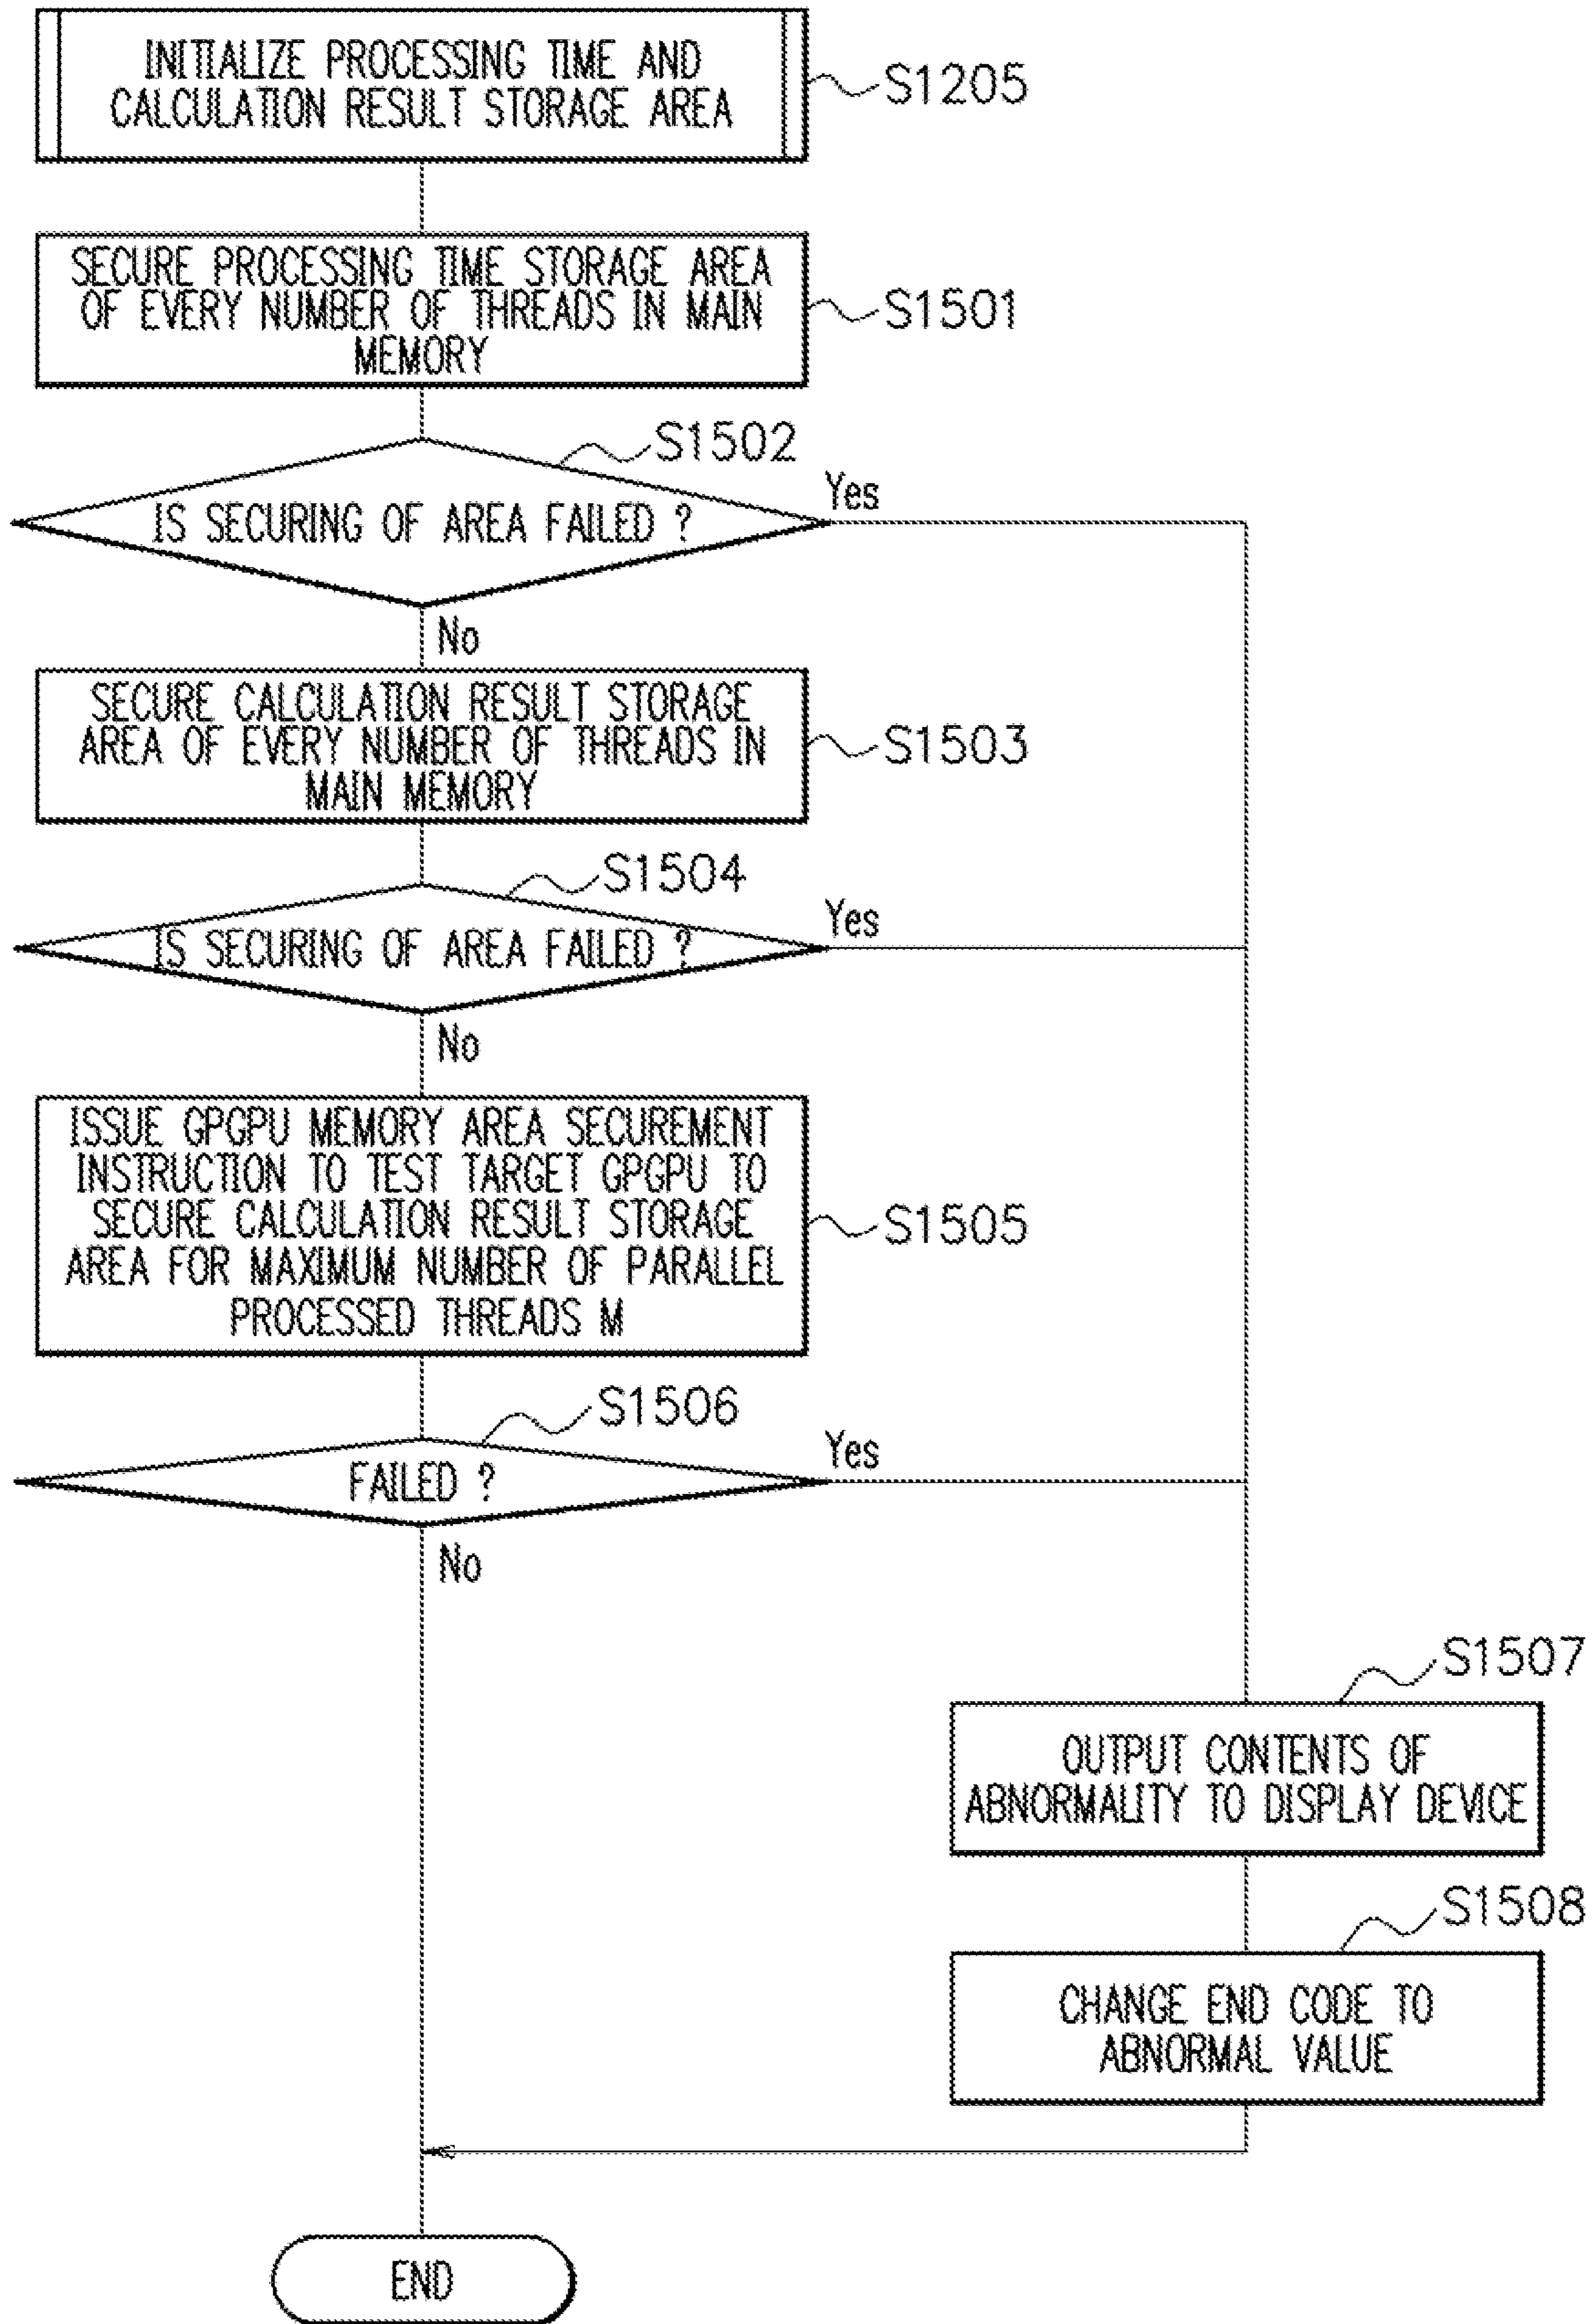 INITIALIZE PROCESSING TIME AND
CALCULATION RESULT STORAGE AREA
S1205
SECURE PROCESSING TIME STORAGE AREA
OF EVERY NUMBER OF THREADS IN MAIN
MEMORY
S1501
S1502
IS SECURING OF AREA FAILED ?
Yes
No
SECURE CALCULATION RESULT STORAGE
AREA OF EVERY NUMBER OF THREADS IN
MAIN MEMORY
S1503
S1504
IS SECURING OF AREA FAILED ?
Yes
No
ISSUE GPGPU MEMORY AREA SECUREMENT
INSTRUCTION TO TEST TARGET GPGPU TO
SECURE CALCULATION RESULT STORAGE
AREA FOR MAXIMUM NUMBER OF PARALLEL
PROCESSED THREADS M
S1505
S1506
FAILED ?
Yes
No
S1507
OUTPUT CONTENTS OF
ABNORMALITY TO DISPLAY DEVICE
S1508
CHANGE END CODE TO
ABNORMAL VALUE
END